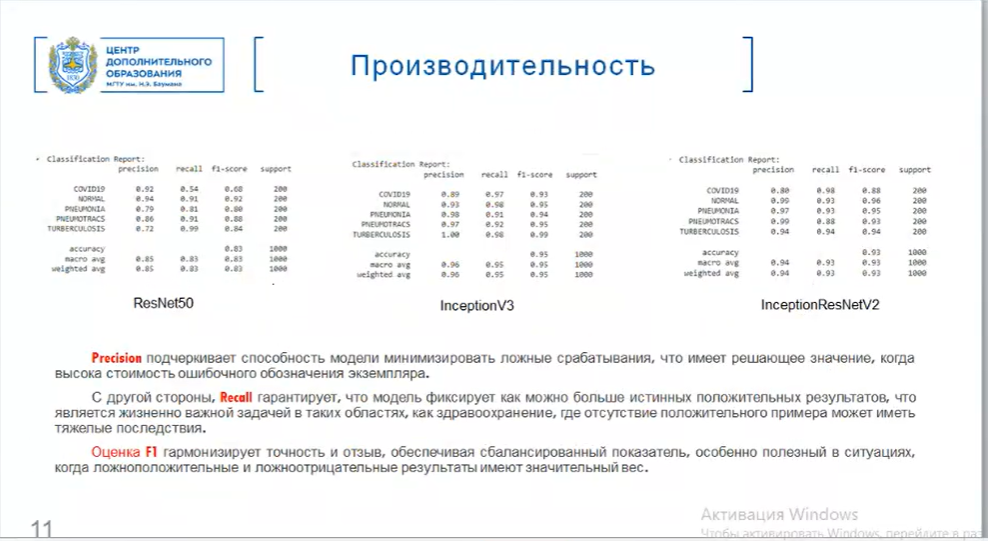 ЦЕНТР
ДОПОЛНИТЕЛЬНОГО
ОБРАЗОВАНИЯ
МГТУ им. Н.Э. Баумана
1830
Производительность
Classification Report:
precision recall f1-score support
COVID19 0.92 0.54 0.68 200
NORMAL 0.94 0.91 0.92 200
PNEUMONIA 0.79 0.81 0.80 200
PNEUMOTRACS 0.86 0.91 0.88 200
TURBERCULOSIS 0.72 0.99 0.84 200
accuracy 0.83 1000
macro avg 0.85 0.83 0.83 1000
weighted avg 0.85 0.83 0.83 1000
ResNet50
Classification Report:
precision recall f1-score support
COVID19 0.89 0.97 0.93 200
NORMAL 0.93 0.98 0.95 200
PNEUMONIA 0.98 0.91 0.94 200
PNEUMOTRACS 0.97 0.92 0.95 200
TURBERCULOSIS 1.00 0.98 0.99 200
accuracy 0.95 1000
macro avg 0.96 0.95 0.95 1000
weighted avg 0.96 0.95 0.95 1000
InceptionV3
Classification Report:
precision recall f1-score support
COVID19 0.80 0.98 0.88 200
NORMAL 0.99 0.93 0.96 200
PNEUMONIA 0.97 0.93 0.95 200
PNEUMOTRACS 0.99 0.88 0.93 200
TURBERCULOSIS 0.94 0.94 0.94 200
accuracy 0.93 1000
macro avg 0.94 0.93 0.93 1000
weighted avg 0.94 0.93 0.93 1000
InceptionResNetV2
Precision подчеркивает способность модели минимизировать ложные срабатывания, что имеет решающее значение, когда
высока стоимость ошибочного обозначения экземпляра.
С другой стороны, Recall гарантирует, что модель фиксирует как можно больше истинных положительных результатов, что
является жизненно важной задачей в таких областях, как здравоохранение, где отсутствие положительного примера может иметь
тяжелые последствия.
Оценка F1 гармонизирует точность и отзыв, обеспечивая сбалансированный показатель, особенно полезный в ситуациях,
когда ложноположительные и ложноотрицательные результаты имеют значительный вес.
11
Активация Windows
Чтобы активировать Windows, перейдите в раз